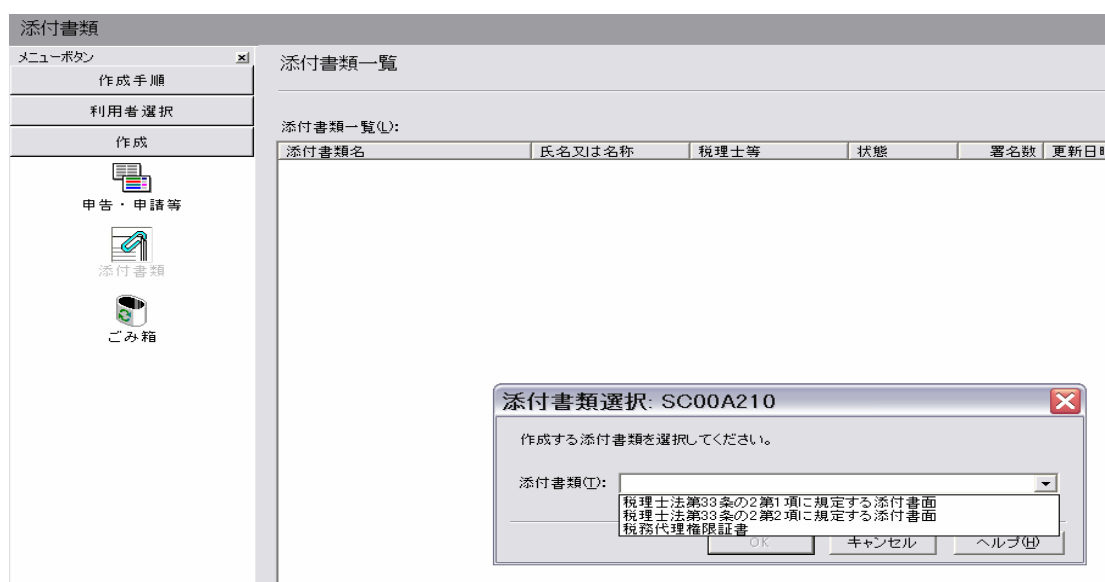 添付書類
メニューボタン
作成手順
利用者選択
作成
申告・申請等
添付書類
ごみ箱
添付書類一覧
添付書類一覧(L):
添付書類名 氏名又は名称 税理士等 状態 署名数 更新日時
添付書類選択: SC00A210
作成する添付書類を選択してください。
添付書類(T):
税理士法第33条の2第1項に規定する添付書面
税理士法第33条の2第2項に規定する添付書面
税務代理権限証書
OK キャンセル ヘルプ(H)